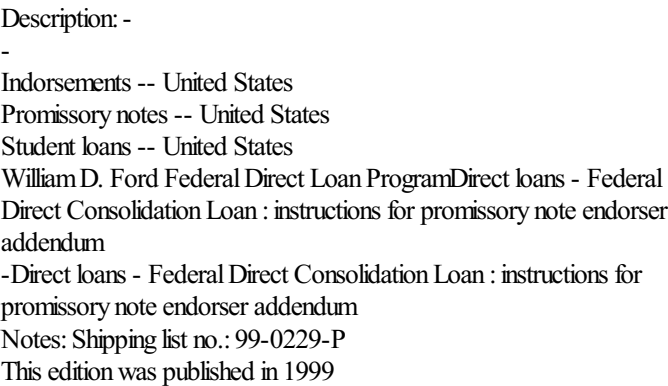 Description: -
-
Indorsements -- United States
Promissory notes -- United States
Student loans -- United States
William D. Ford Federal Direct Loan ProgramDirect loans - Federal
Direct Consolidation Loan : instructions for promissory note endorser
addendum
-Direct loans - Federal Direct Consolidation Loan : instructions for
promissory note endorser addendum
Notes: Shipping list no.: 99-0229-P
This edition was published in 1999